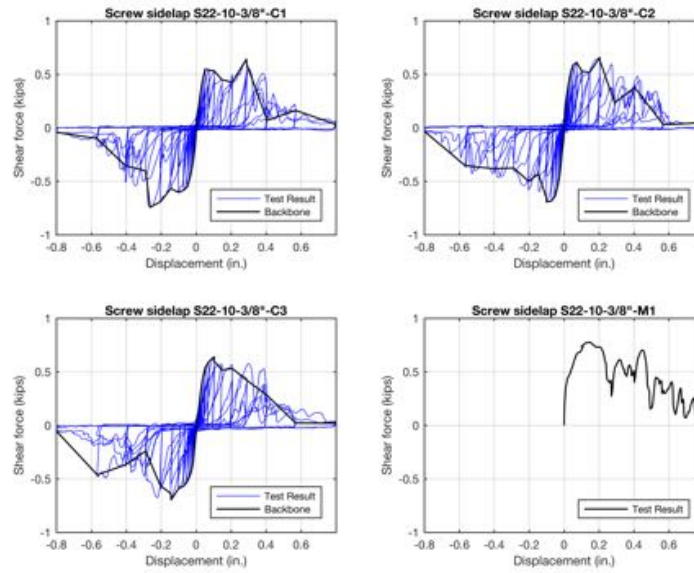 Screw sidelap S22-10-3/8"-C1
Shear force (kips)
1
0.5
0
-0.5
-1
Test Result
Backbone
-0.8 -0.6 -0.4 -0.2 0 0.2 0.4 0.6 0.8
Displacement (in.)
Screw sidelap S22-10-3/8"-C2
Shear force (kips)
1
0.5
0
-0.5
-1
Test Result
Backbone
-0.8 -0.6 -0.4 -0.2 0 0.2 0.4 0.6
Displacement (in.)
Screw sidelap S22-10-3/8"-C3
Shear force (kips)
1
0.5
0
-0.5
-1
Test Result
Backbone
-0.8 -0.6 -0.4 -0.2 0 0.2 0.4 0.6 0.8
Displacement (in.)
Screw sidelap S22-10-3/8"-M1
Shear force (kips)
1
0.5
0
-0.5
-1
Test Result
-0.8 -0.6 -0.4 -0.2 0 0.2 0.4 0.6
Displacement (in.)